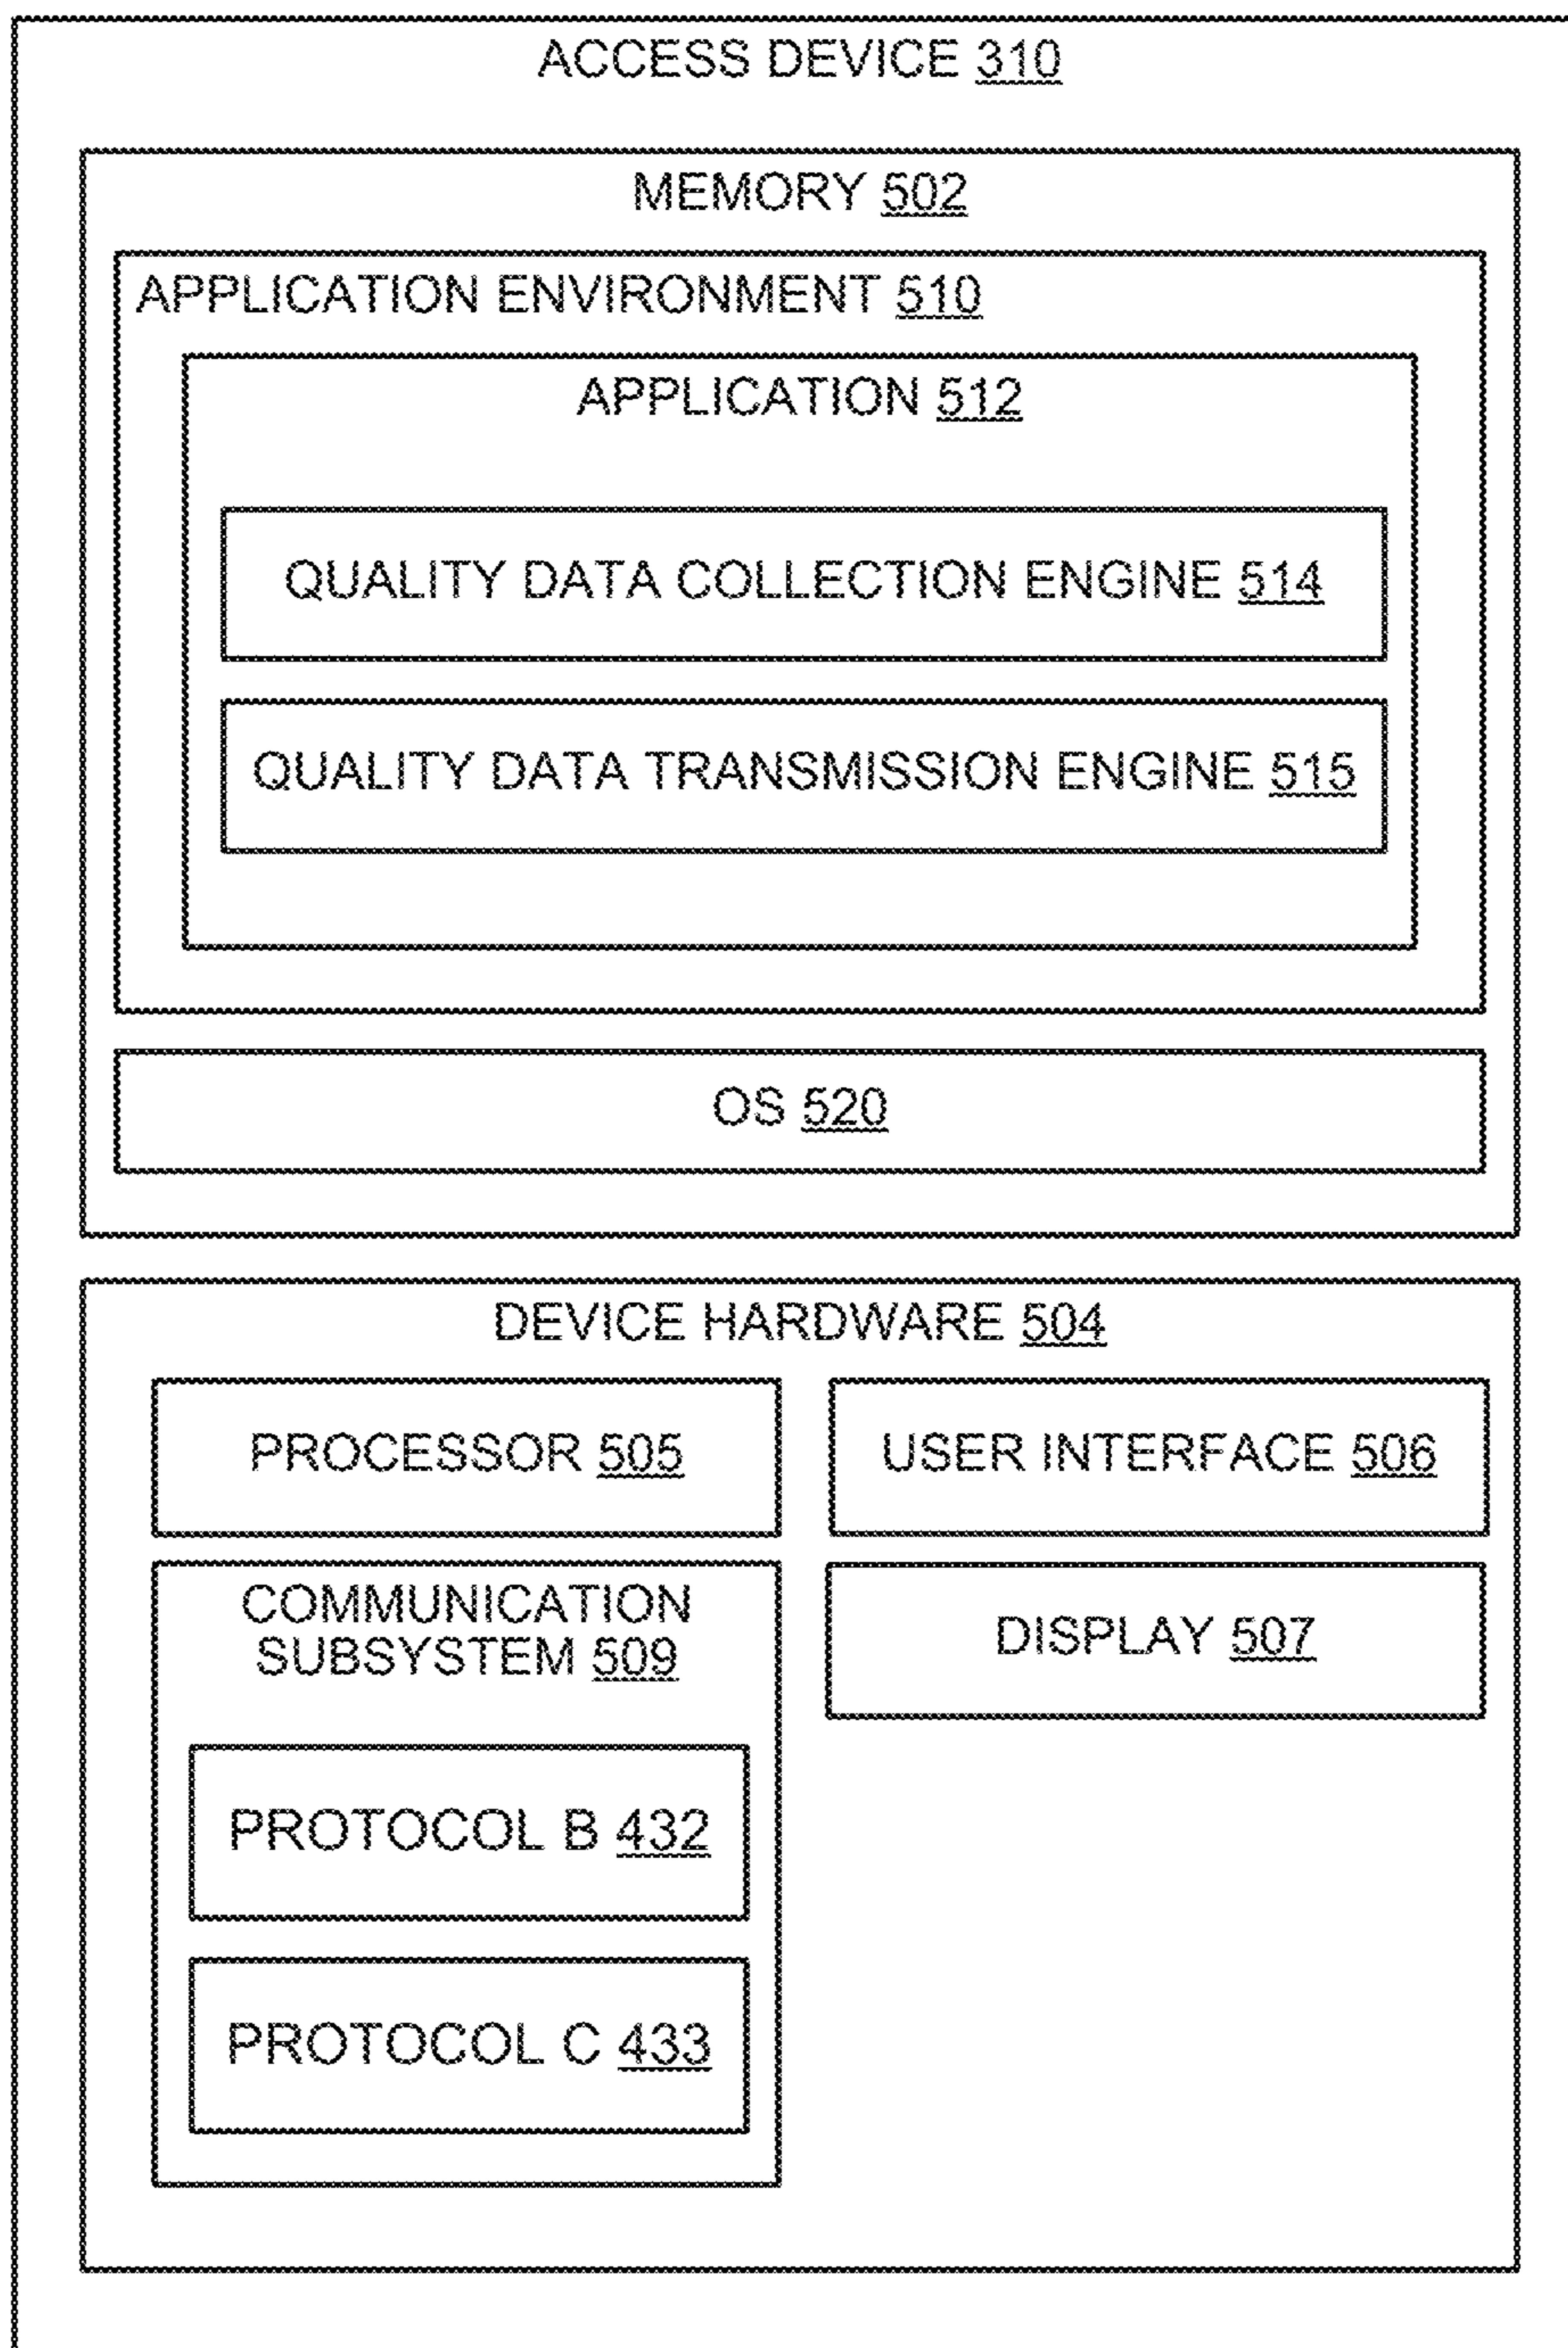 ACCESS DEVICE 310
MEMORY 502
APPLICATION ENVIRONMENT 510
APPLICATION 512
QUALITY DATA COLLECTION ENGINE 514
QUALITY DATA TRANSMISSION ENGINE 515
OS 520
DEVICE HARDWARE 504
PROCESSOR 505
USER INTERFACE 506
COMMUNICATION
SUBSYSTEM 509
DISPLAY 507
PROTOCOL B 432
PROTOCOL C 433